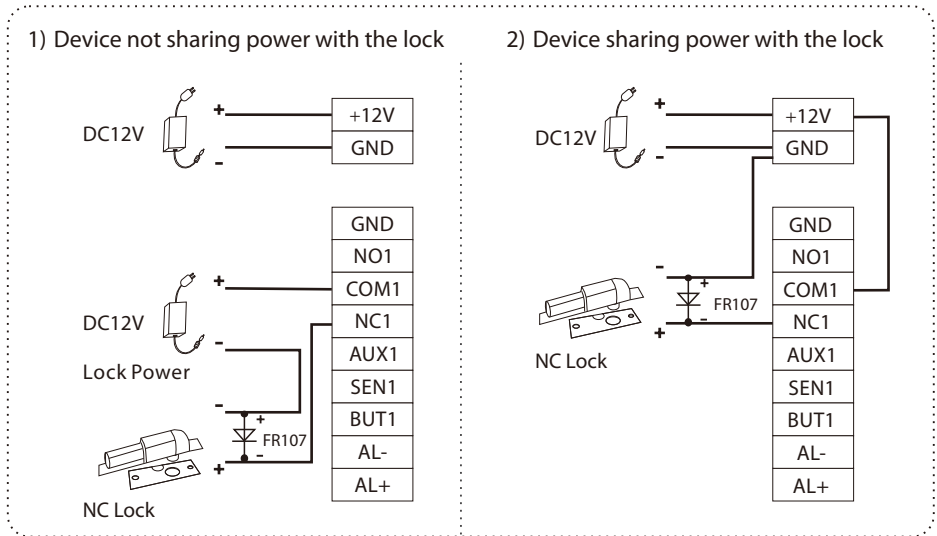 1) Device not sharing power with the lock
DC12V
+
-
+12V
GND
GND
NO1
COM1
NC1
AUX1
SEN1
BUT1
AL-
AL+
DC12V
Lock Power
+
-
-
+
+
-
FR107
NC Lock
2) Device sharing power with the lock
DC12V
+
-
+12V
GND
GND
NO1
COM1
NC1
AUX1
SEN1
BUT1
AL-
AL+
-
+
+
-
FR107
NC Lock